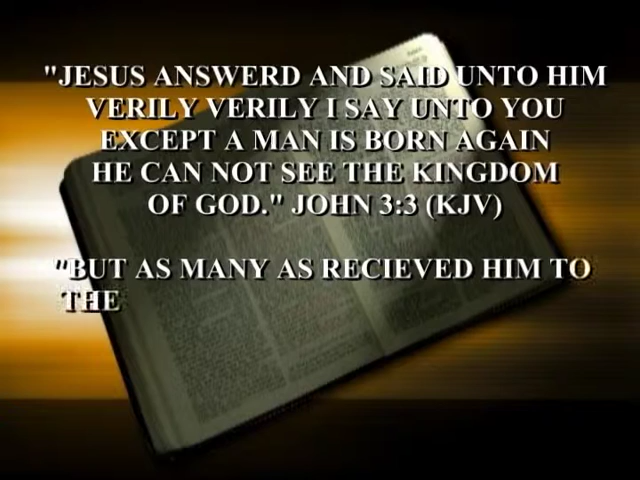 "JESUS ANSWERD AND SAID UNTO HIM
VERILY VERILY I SAY UNTO YOU
EXCEPT A MAN IS BORN AGAIN
HE CAN NOT SEE THE KINGDOM
OF GOD." JOHN 3:3 (KJV)
"BUT AS MANY AS RECIEVED HIM TO
THE